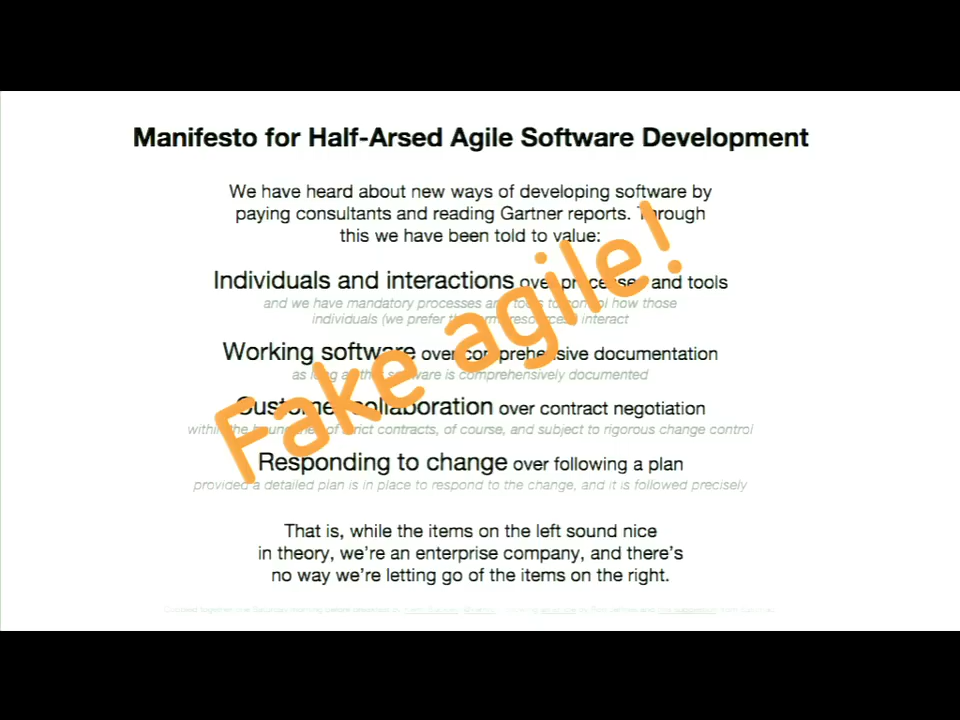 Manifesto for Half-Arsed Agile Software Development
We have heard about new ways of developing software by
paying consultants and reading Gartner reports. Through
this we have been told to value:
Individuals and interactions over processes and tools
and we have mandatory processes and tools to control how those
individuals (we prefer the term resources) interact
Working software over comprehensive documentation
as long as that software is comprehensively documented
Customer collaboration over contract negotiation
within the boundaries of strict contracts, of course, and subject to rigorous change control
Responding to change over following a plan
provided a detailed plan is in place to respond to the change, and it is followed precisely
That is, while the items on the left sound nice
in theory, we're an enterprise company, and there's
no way we're letting go of the items on the right.
Fake agile!